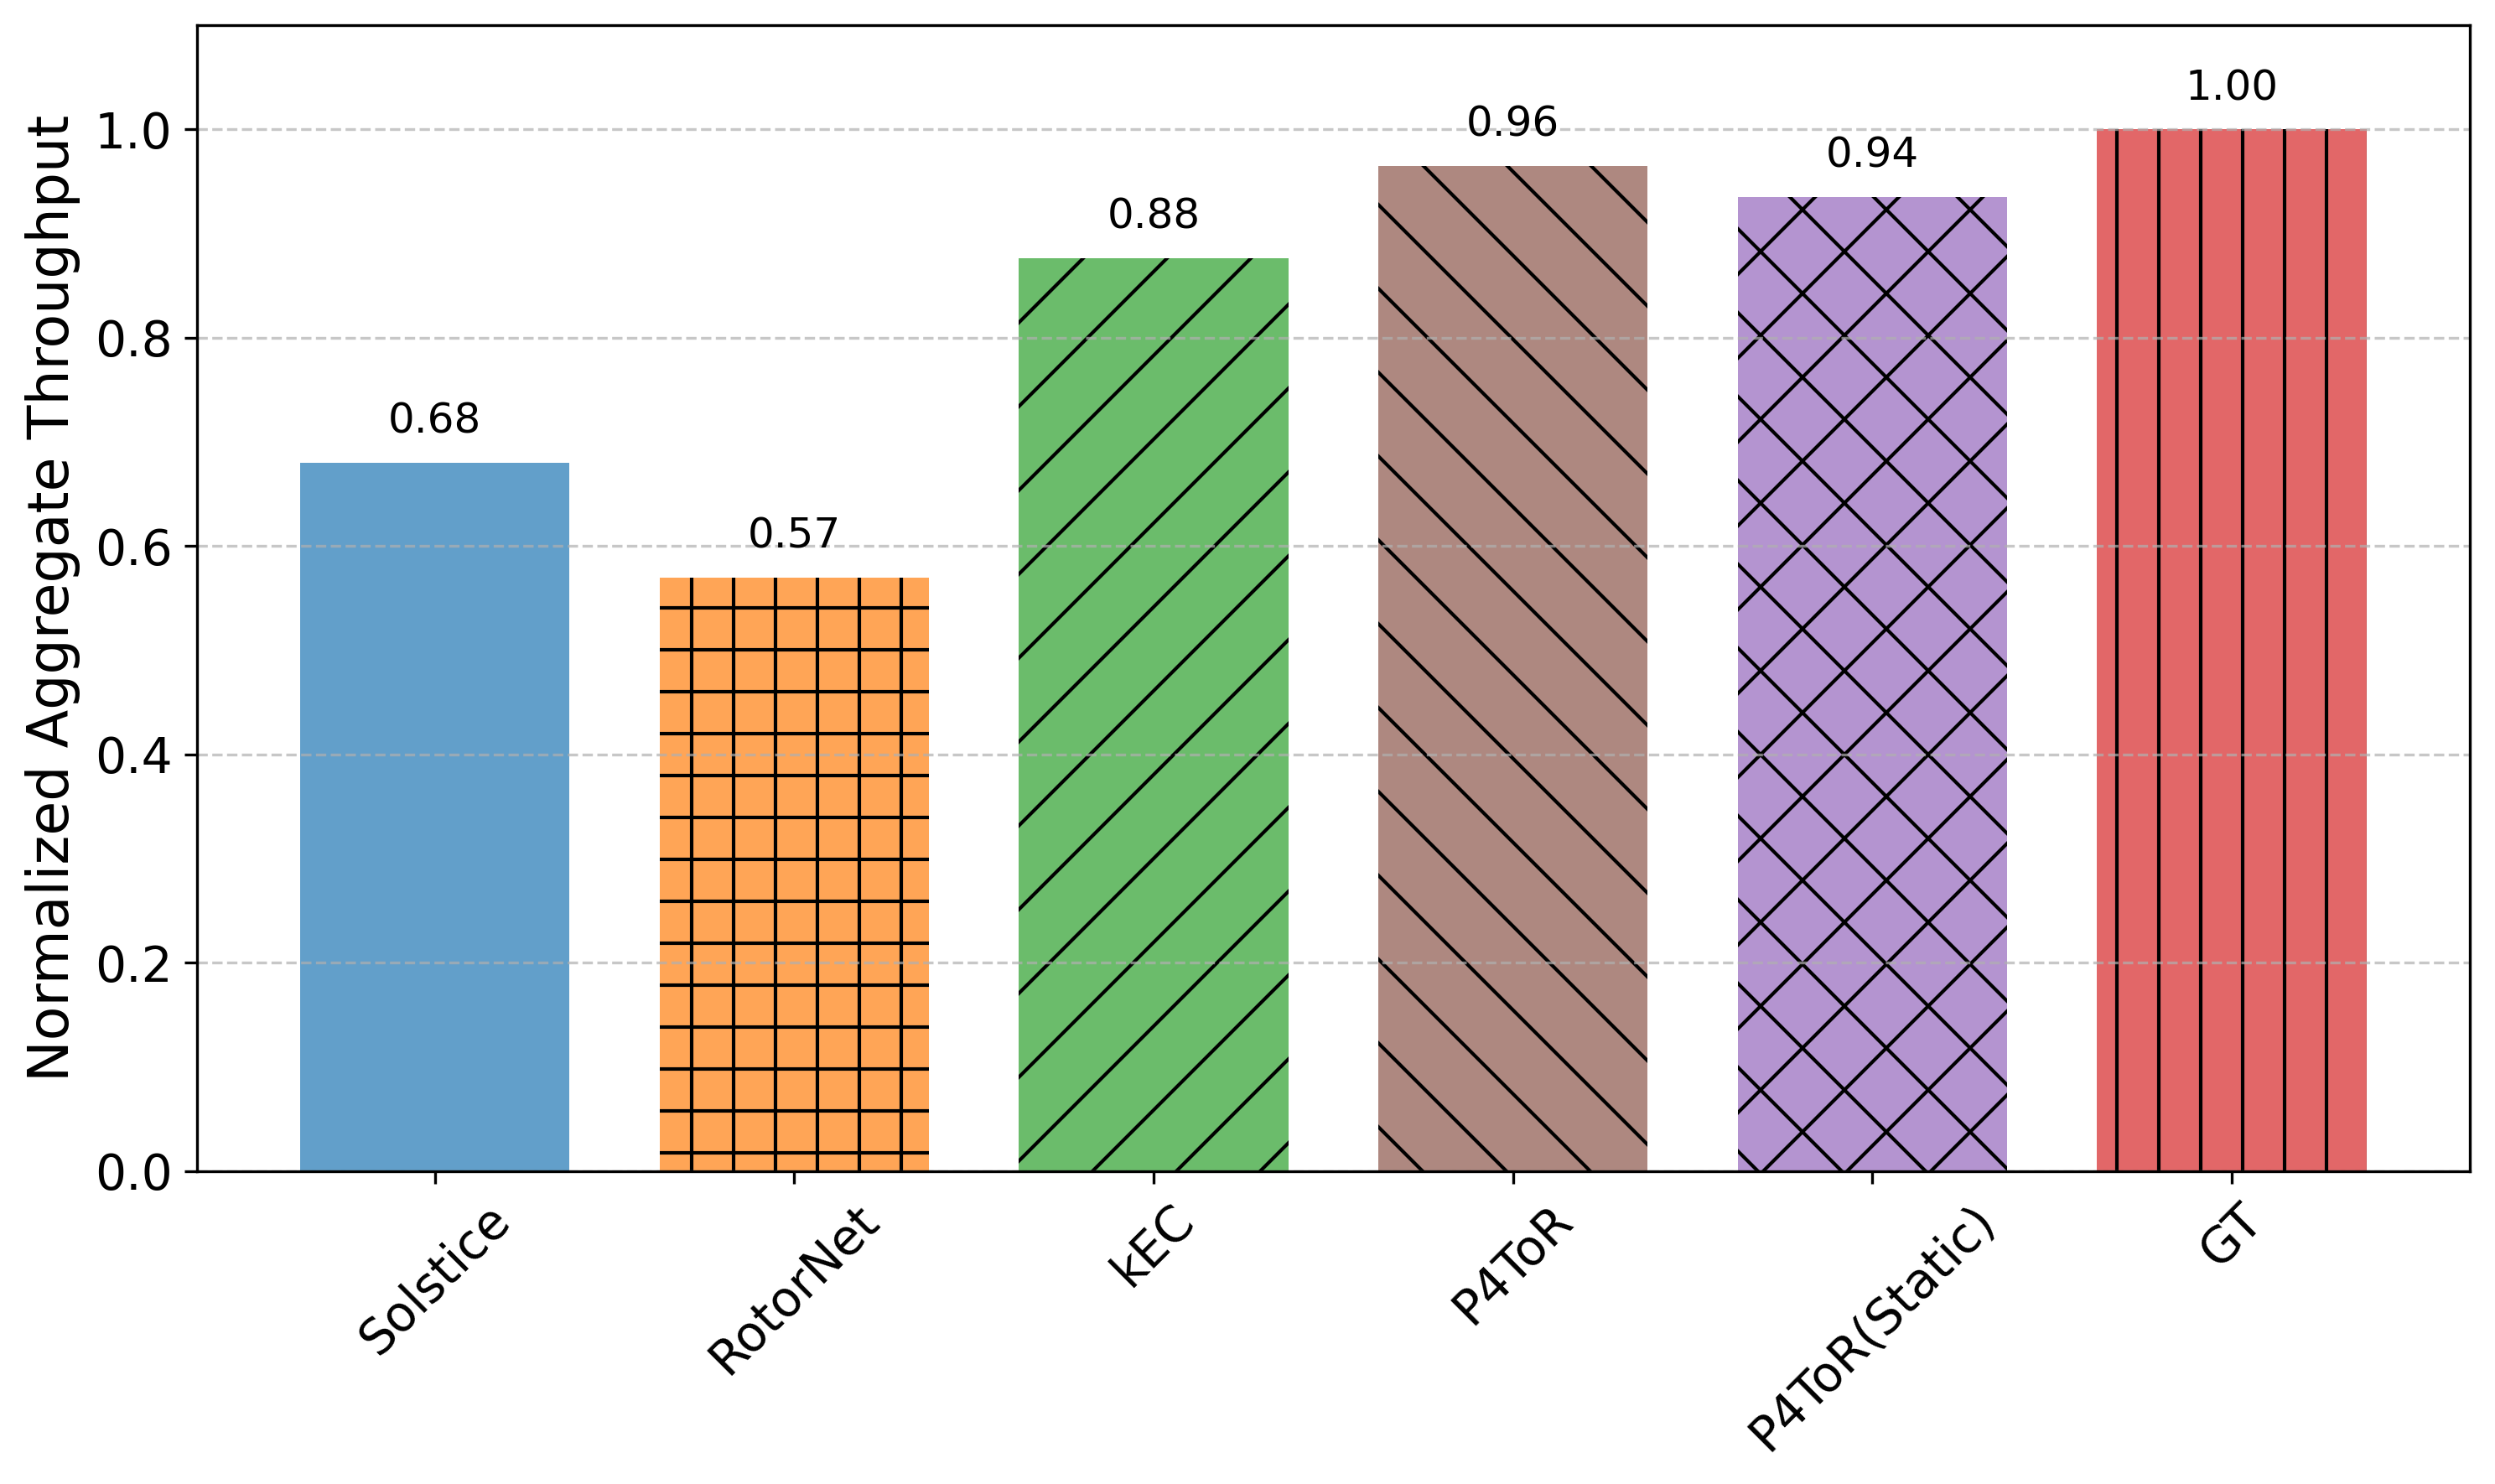 Normalized Aggregate Throughput
1.0
0.8
0.6
0.4
0.2
0.0
0.68
0.57
0.88
0.96
0.94
1.00
Solstice
RotorNet
kEC
P4ToR
P4ToR(Static)
GT